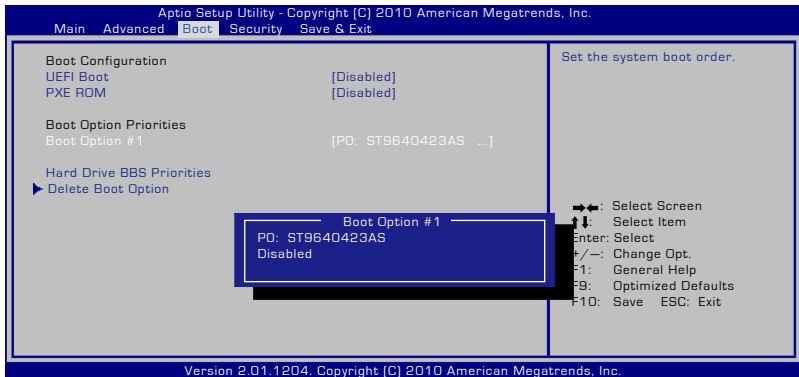 Aptio Setup Utility - Copyright (C) 2010 American Megatrends, Inc.
Main Advanced Boot Security Save & Exit
Boot Configuration
UEFI Boot [Disabled]
PXE ROM [Disabled]
Boot Option Priorities
Boot Option #1 [P0: ST9640423AS ...]
Hard Drive BBS Priorities
Delete Boot Option
Boot Option #1
P0: ST9640423AS
Disabled
Set the system boot order.
→←: Select Screen
↑↓: Select Item
Enter: Select
+/—: Change Opt.
F1: General Help
F9: Optimized Defaults
F10: Save ESC: Exit
Version 2.01.1204. Copyright (C) 2010 American Megatrends, Inc.